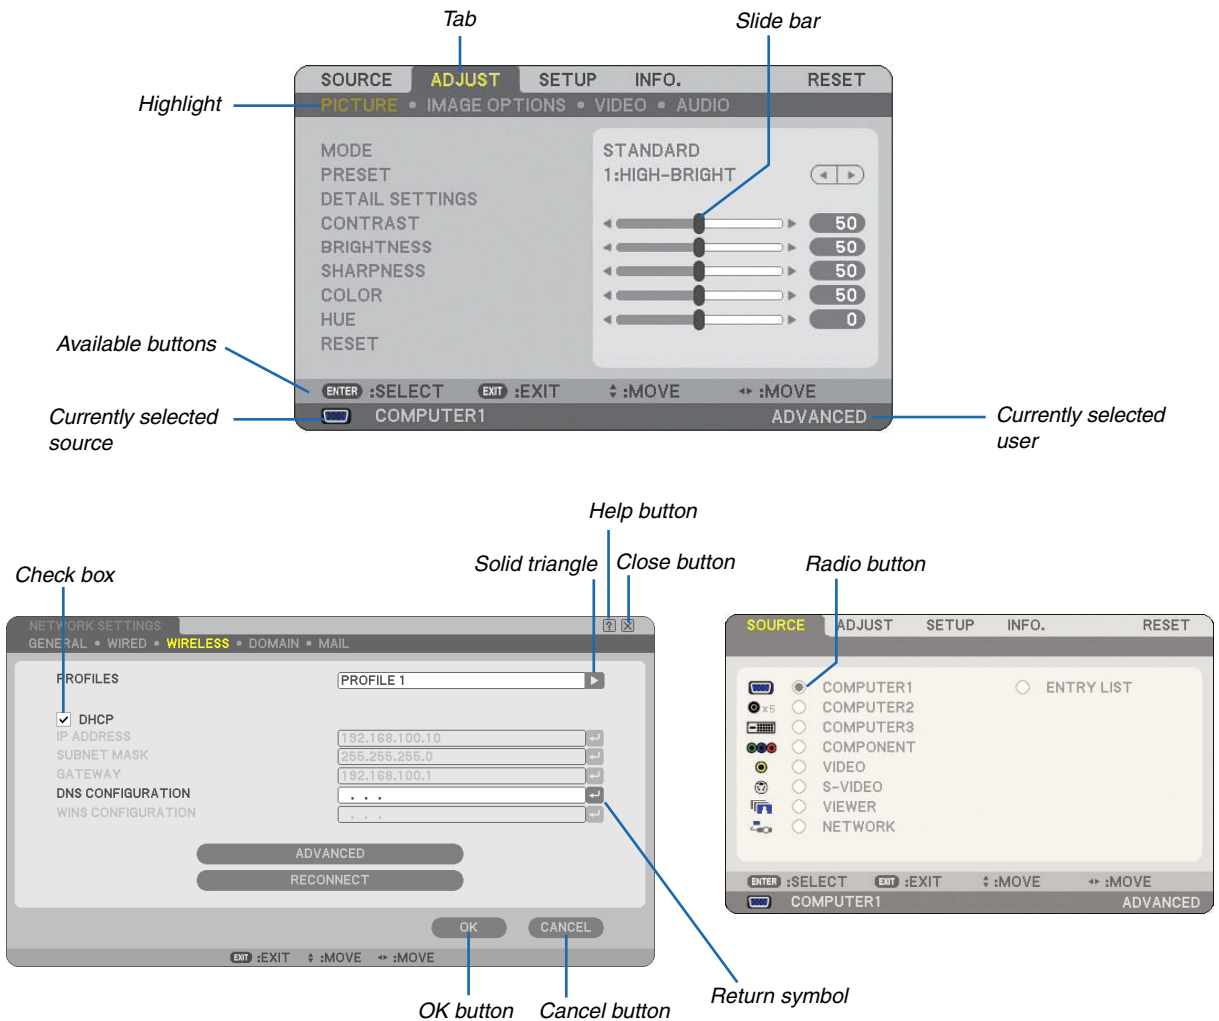 Tab
Slide bar
SOURCE ADJUST SETUP INFO. RESET
Highlight
PICTURE • IMAGE OPTIONS • VIDEO • AUDIO
MODE STANDARD
PRESET 1:HIGH-BRIGHT
DETAIL SETTINGS
CONTRAST 50
BRIGHTNESS 50
SHARPNESS 50
COLOR 50
HUE 0
RESET
Available buttons
ENTER :SELECT EXIT :EXIT :MOVE :MOVE
COMPUTER1 ADVANCED
Currently selected
source
Currently selected
user
Help button
Solid triangle
Close button
Radio button
Check box
NETWORK SETTINGS ?
GENERAL • WIRED • WIRELESS • DOMAIN • MAIL
PROFILES PROFILE 1
DHCP
IP ADDRESS 192.168.100.10
SUBNET MASK 255.255.255.0
GATEWAY 192.168.100.1
DNS CONFIGURATION . . .
WINS CONFIGURATION . . .
ADVANCED
RECONNECT
OK CANCEL
EXIT :EXIT :MOVE :MOVE
OK button
Cancel button
Return symbol
SOURCE ADJUST SETUP INFO. RESET
COMPUTER1 ENTRY LIST
×5 COMPUTER2
COMPUTER3
COMPONENT
VIDEO
S-VIDEO
VIEWER
NETWORK
ENTER :SELECT EXIT :EXIT :MOVE :MOVE
COMPUTER1 ADVANCED